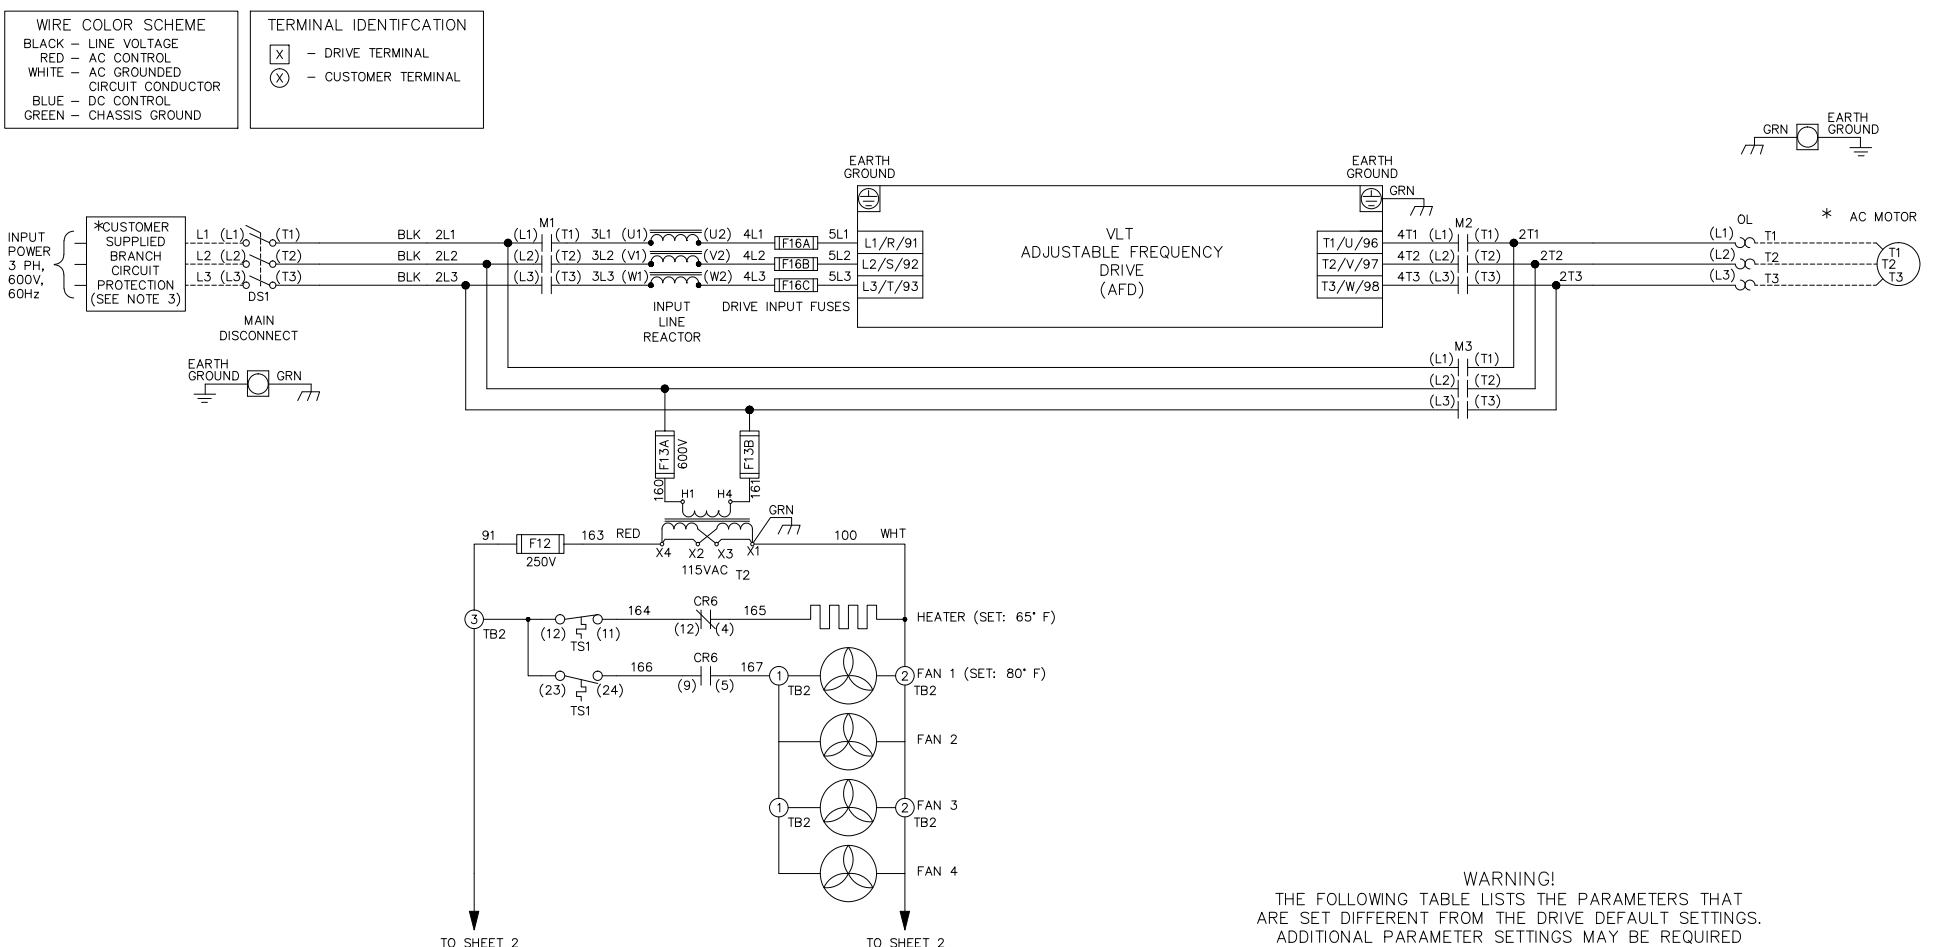 WIRE COLOR SCHEME
BLACK – LINE VOLTAGE
RED – AC CONTROL
WHITE – AC GROUNDED
CIRCUIT CONDUCTOR
BLUE – DC CONTROL
GREEN – CHASSIS GROUND
TERMINAL IDENTIFCATION
X – DRIVE TERMINAL
X – CUSTOMER TERMINAL
GRN
EARTH
GROUND
INPUT
POWER
3 PH,
600V,
60Hz
*CUSTOMER
SUPPLIED
BRANCH
CIRCUIT
PROTECTION
(SEE NOTE 3)
L1 (L1) (T1)
L2 (L2) (T2)
L3 (L3) (T3)
DS1
MAIN
DISCONNECT
EARTH
GROUND
GRN
BLK 2L1
BLK 2L2
BLK 2L3
M1
(L1) (T1) 3L1 (U1) (U2) 4L1 F16A 5L1
(L2) (T2) 3L2 (V1) (V2) 4L2 F16B 5L2
(L3) (T3) 3L3 (W1) (W2) 4L3 F16C 5L3
INPUT
LINE
REACTOR
DRIVE INPUT FUSES
EARTH
GROUND
L1/R/91
L2/S/92
L3/T/93
VLT
ADJUSTABLE FREQUENCY
DRIVE
(AFD)
EARTH
GROUND
GRN
T1/U/96
T2/V/97
T3/W/98
M2
4T1 (L1) (T1) 2T1
4T2 (L2) (T2) 2T2
4T3 (L3) (T3) 2T3
OL
(L1) T1
(L2) T2
(L3) T3
* AC MOTOR
T1
T2
T3
M3
(L1) (T1)
(L2) (T2)
(L3) (T3)
F13A
600V
F13B
160
161
H1 H4
GRN
91
F12
250V
163 RED
X4 X2 X3 X1
115VAC T2
100 WHT
3
TB2
(12) (11)
TS1
164
CR6
(12) (4)
165
HEATER (SET: 65° F)
(23) (24)
TS1
166
CR6
(9) (5)
167
1
TB2
2
TB2
FAN 1 (SET: 80° F)
FAN 2
1
TB2
2
TB2
FAN 3
FAN 4
TO SHEET 2
TO SHEET 2
WARNING!
THE FOLLOWING TABLE LISTS THE PARAMETERS THAT
ARE SET DIFFERENT FROM THE DRIVE DEFAULT SETTINGS.
ADDITIONAL PARAMETER SETTINGS MAY BE REQUIRED